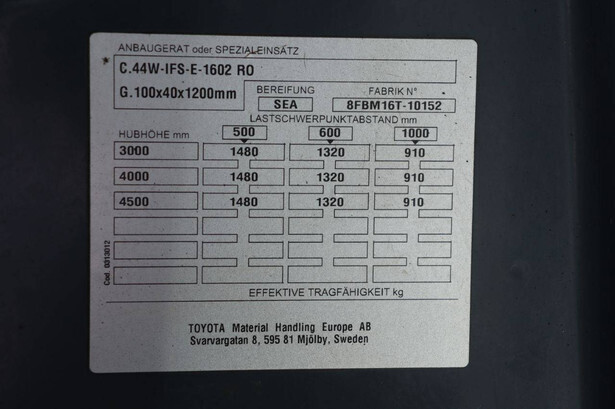 ANBAUGERÄT oder SPEZIALEINSÄTZ
C.44W-IFS-E-1602 RO
G.100x40x1200mm
BEREIFUNG FABRIK N°
SEA 8FBM16T-10152
LASTSCHWERPUNKTABSTAND mm
HUBHÖHE mm 500 600 1000
3000 1480 1320 910
4000 1480 1320 910
4500 1480 1320 910
EFFEKTIVE TRAGFÄHIGKEIT kg
Cod. 0313012
TOYOTA Material Handling Europe AB
Svarvargatan 8, 595 81 Mjölby, Sweden